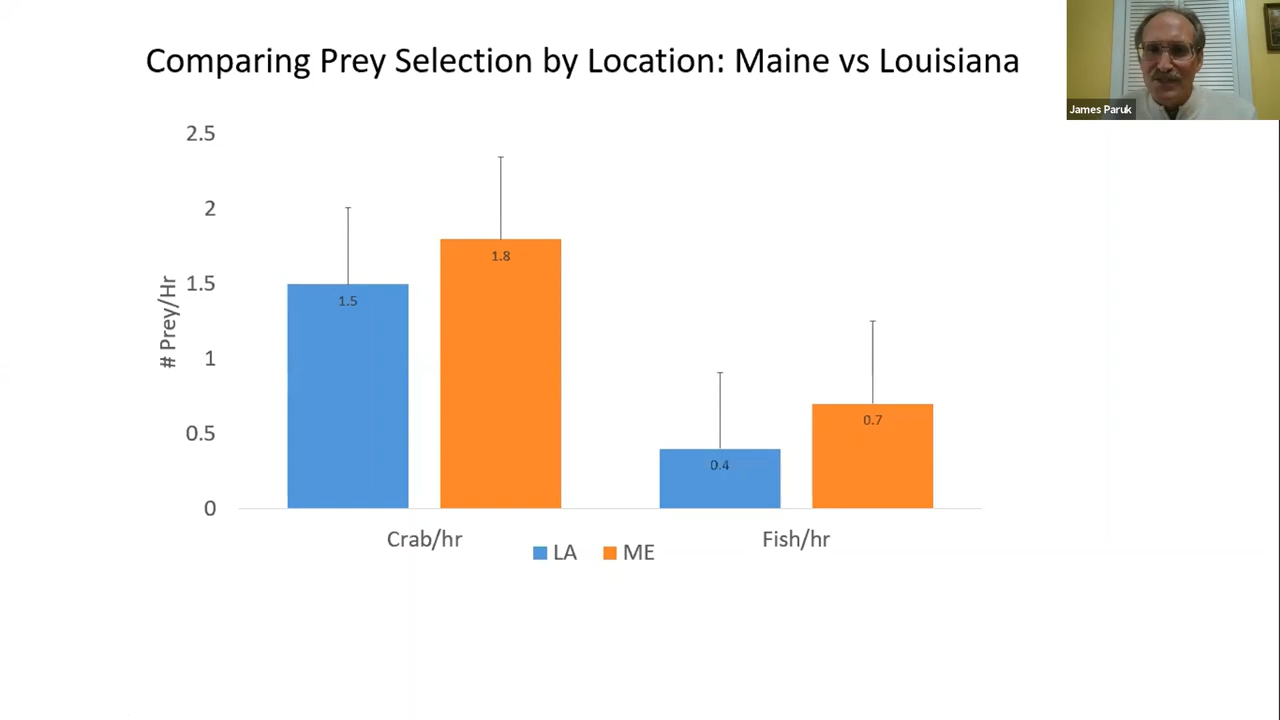 Comparing Prey Selection by Location: Maine vs Louisiana
James Paruk
2.5
2
1.5
1
0.5
0
# Prey/Hr
1.5
1.8
0.4
0.7
Crab/hr
Fish/hr
LA
ME